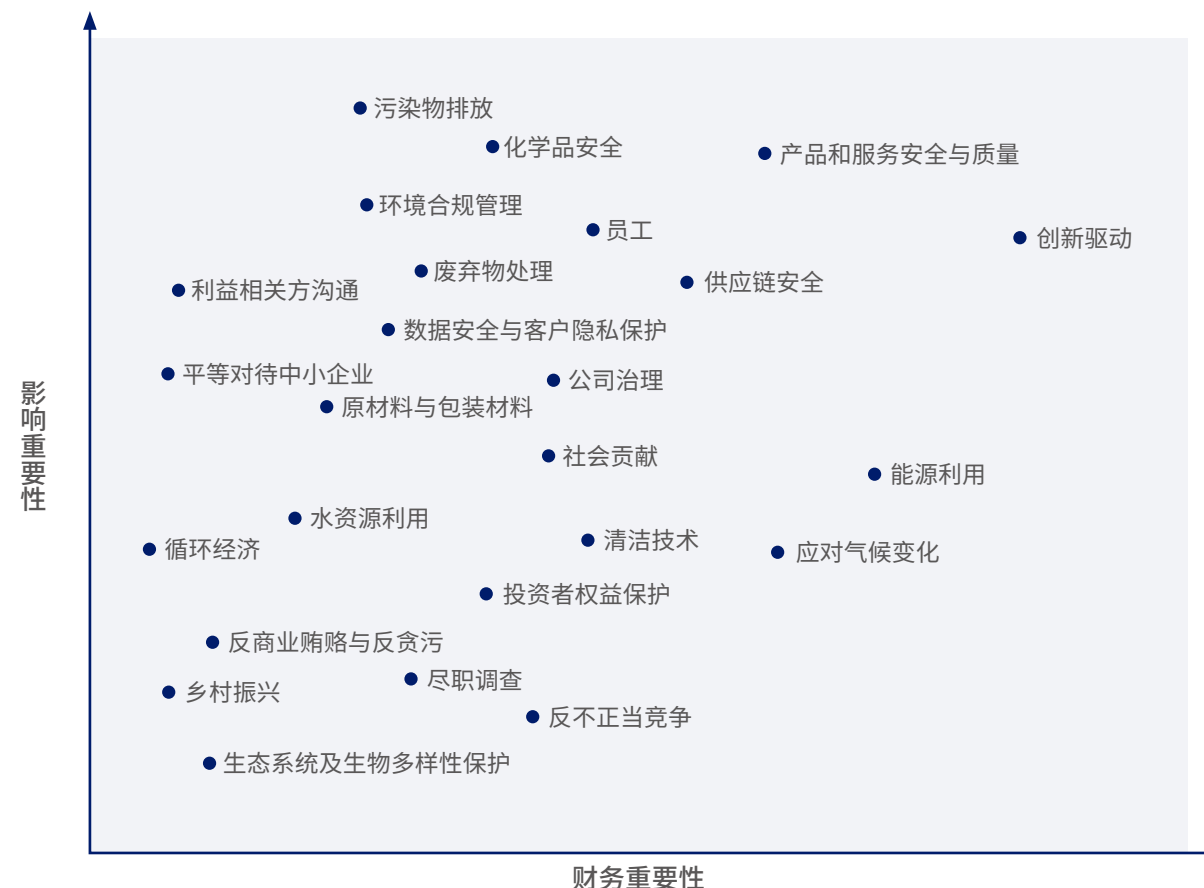 污染物排放
化学品安全
产品和服务安全与质量
环境合规管理
员工
创新驱动
废弃物处理
供应链安全
利益相关方沟通
数据安全与客户隐私保护
平等对待中小企业
公司治理
原材料与包装材料
影响重要性
社会贡献
能源利用
水资源利用
清洁技术
循环经济
应对气候变化
投资者权益保护
反商业贿赂与反贪污
尽职调查
乡村振兴
反不正当竞争
生态系统及生物多样性保护
财务重要性